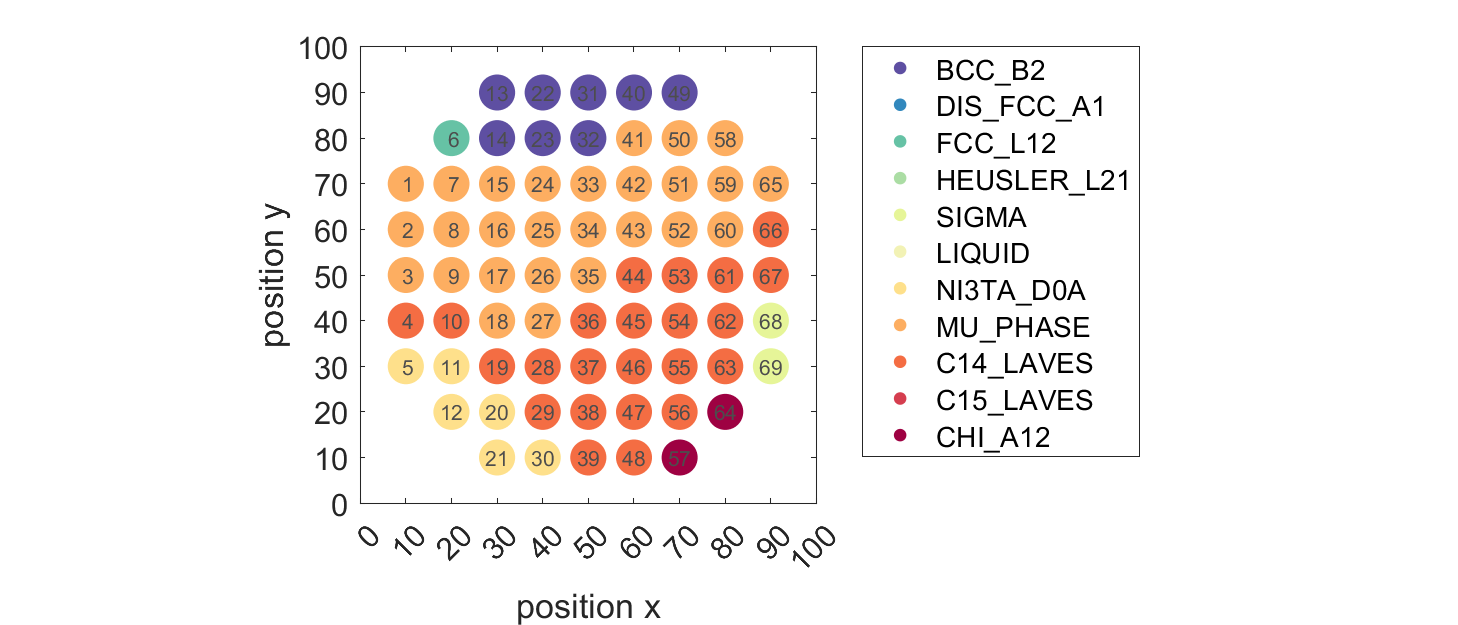 100
90
80
70
60
50
40
30
20
10
0
position y
13 22 31 40 49
6 14 23 32 41 50 58
1 7 15 24 33 42 51 59 65
2 8 16 25 34 43 52 60 66
3 9 17 26 35 44 53 61 67
4 10 18 27 36 45 54 62 68
5 11 19 28 37 46 55 63 69
12 20 29 38 47 56 64
21 30 39 48 57
0 10 20 30 40 50 60 70 80 90 100
position x
BCC_B2
DIS_FCC_A1
FCC_L12
HEUSLER_L21
SIGMA
LIQUID
NI3TA_D0A
MU_PHASE
C14_LAVES
C15_LAVES
CHI_A12